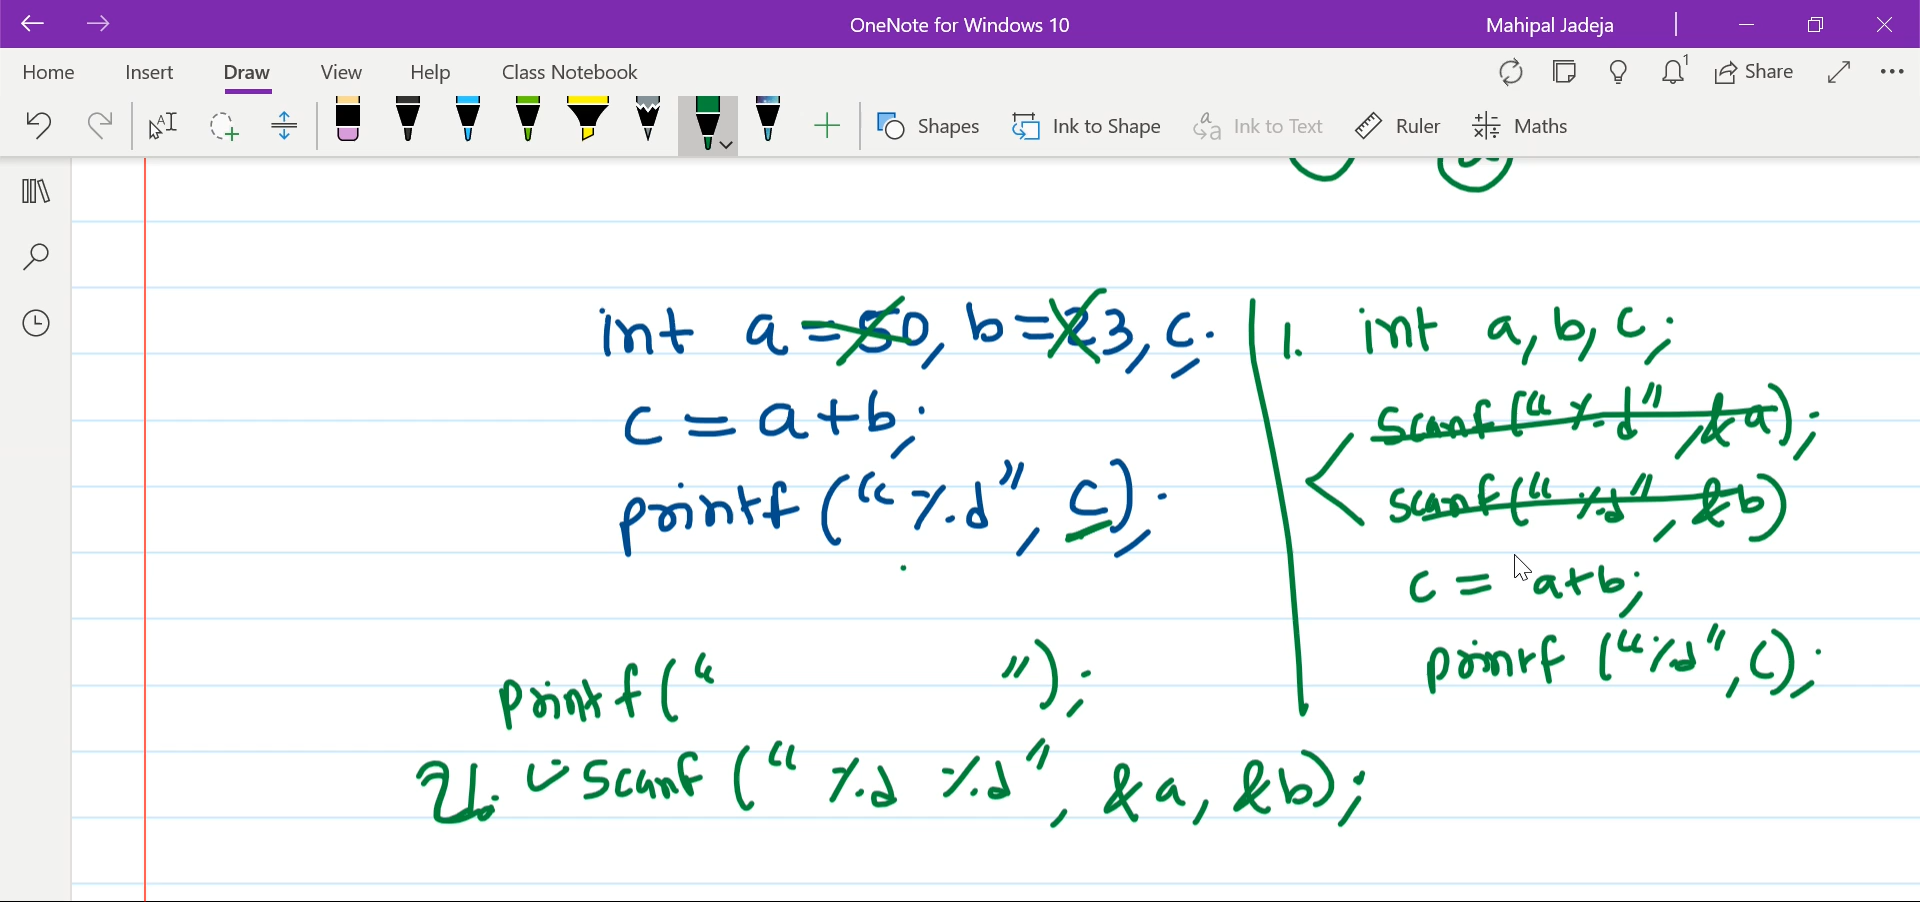 OneNote for Windows 10
Mahipal Jadeja
Home Insert Draw View Help Class Notebook
1 Share
Shapes Ink to Shape Ink to Text Ruler Maths
int a=50, b=23, c;
c = a+b;
printf ("%d", c);
printf (" ");
2. scanf (" %d %d", &a, &b);
1. int a, b, c;
scanf("%d", &a);
scanf("%d", &b)
c = a+b;
printf ("%d", c);